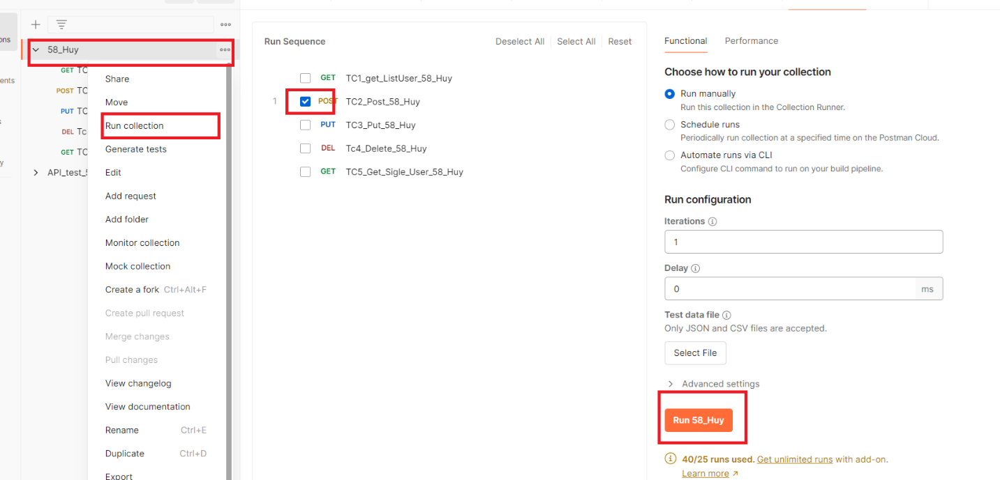 ons
ents
s
y
58_Huy
GET TC
POST TC
PUT TC
DEL Tc
GET TC
API_test_5
Share
Move
Run collection
Generate tests
Edit
Add request
Add folder
Monitor collection
Mock collection
Create a fork Ctrl+Alt+F
Create pull request
Merge changes
Pull changes
View changelog
View documentation
Rename Ctrl+E
Duplicate Ctrl+D
Export
Run Sequence Deselect All Select All Reset
GET TC1_get_ListUser_58_Huy
1 POST TC2_Post_58_Huy
PUT TC3_Put_58_Huy
DEL Tc4_Delete_58_Huy
GET TC5_Get_Sigle_User_58_Huy
Functional Performance
Choose how to run your collection
Run manually
Run this collection in the Collection Runner.
Schedule runs
Periodically run collection at a specified time on the Postman Cloud.
Automate runs via CLI
Configure CLI command to run on your build pipeline.
Run configuration
Iterations
1
Delay
0 ms
Test data file
Only JSON and CSV files are accepted.
Select File
Advanced settings
Run 58_Huy
40/25 runs used. Get unlimited runs with add-on.
Learn more